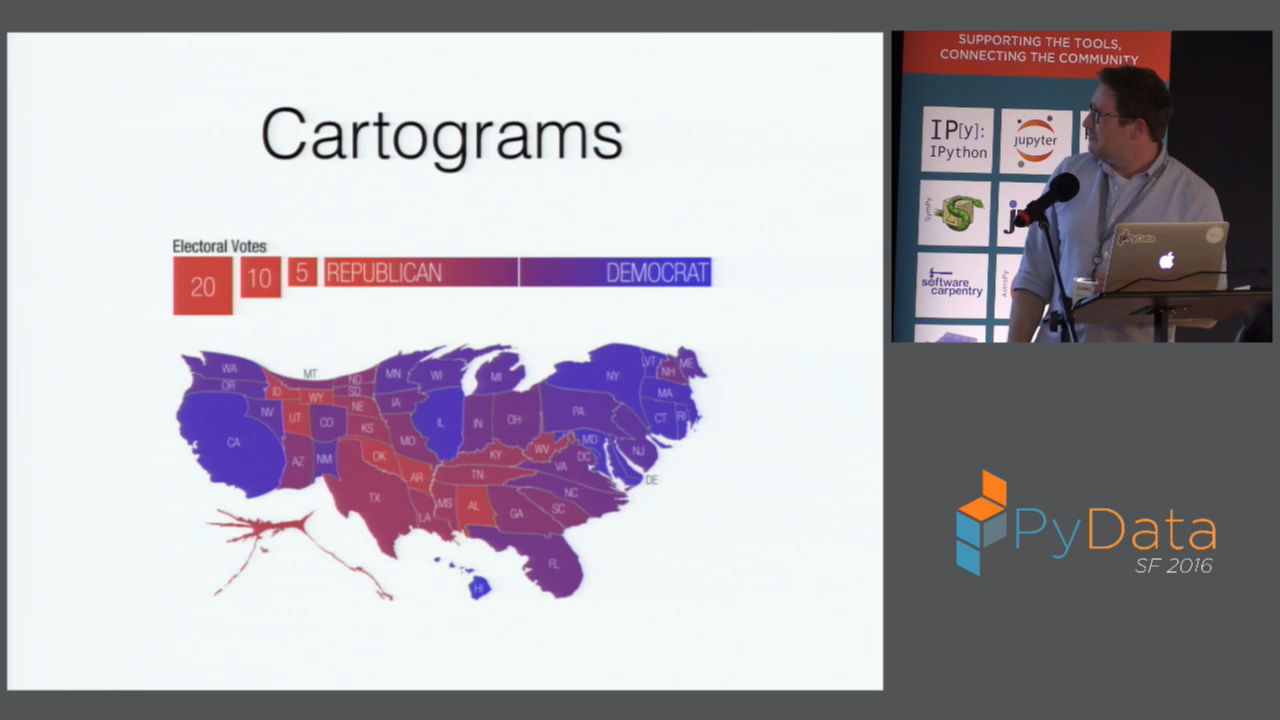 Cartograms
Electoral Votes
20 10 5 REPUBLICAN DEMOCRAT
WA
OR
CA
NV
ID
MT
WY
UT
CO
AZ
NM
ND
SD
NE
KS
OK
TX
MN
IA
MO
AR
LA
WI
IL
MS
MI
IN
OH
KY
TN
AL
GA
FL
WV
VA
NC
SC
PA
NY
VT
NH
ME
MA
CT
RI
NJ
MD
DC
DE
HI
SUPPORTING THE TOOLS,
CONNECTING THE COMMUNITY
IP[y]:
IPython
jupyter
SymPy
software
carpentry
AstroPy
PyData
PyData
SF 2016